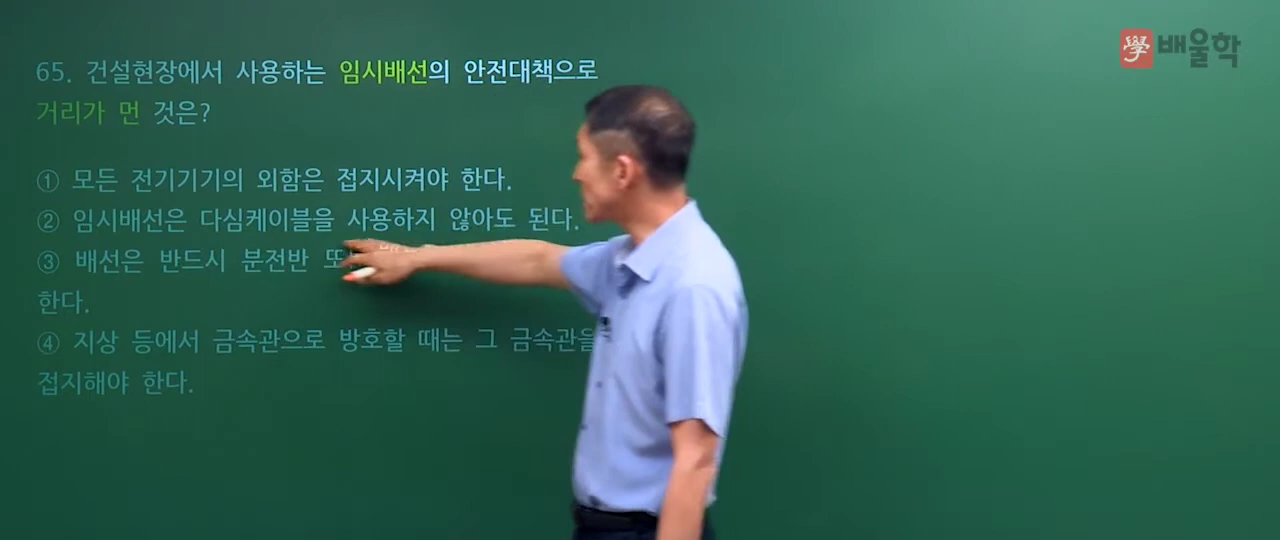 學 배울학
65. 건설현장에서 사용하는 임시배선의 안전대책으로
거리가 먼 것은?
① 모든 전기기기의 외함은 접지시켜야 한다.
② 임시배선은 다심케이블을 사용하지 않아도 된다.
③ 배선은 반드시 분전반
한다.
④ 지상 등에서 금속관으로 방호할 때는 그 금속관을
접지해야 한다.